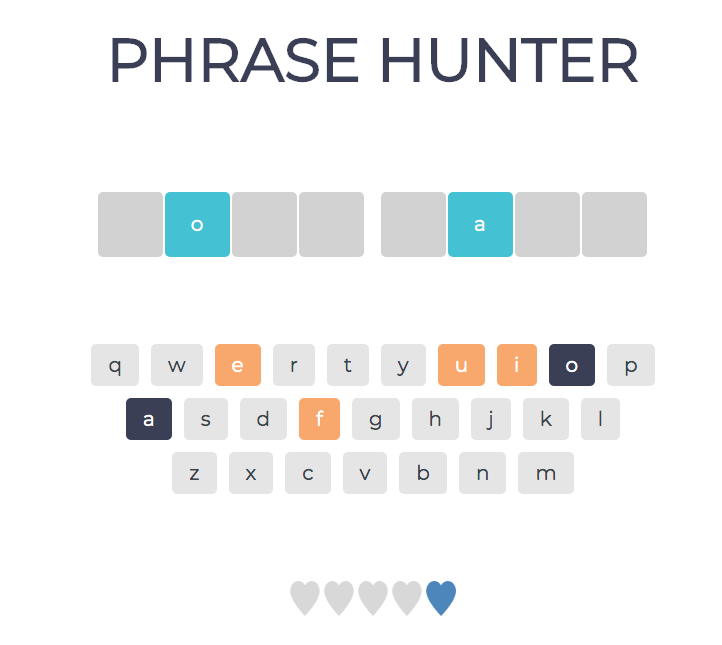 PHRASE HUNTER
o a
q w e r t y u i o p
a s d f g h j k l
z x c v b n m